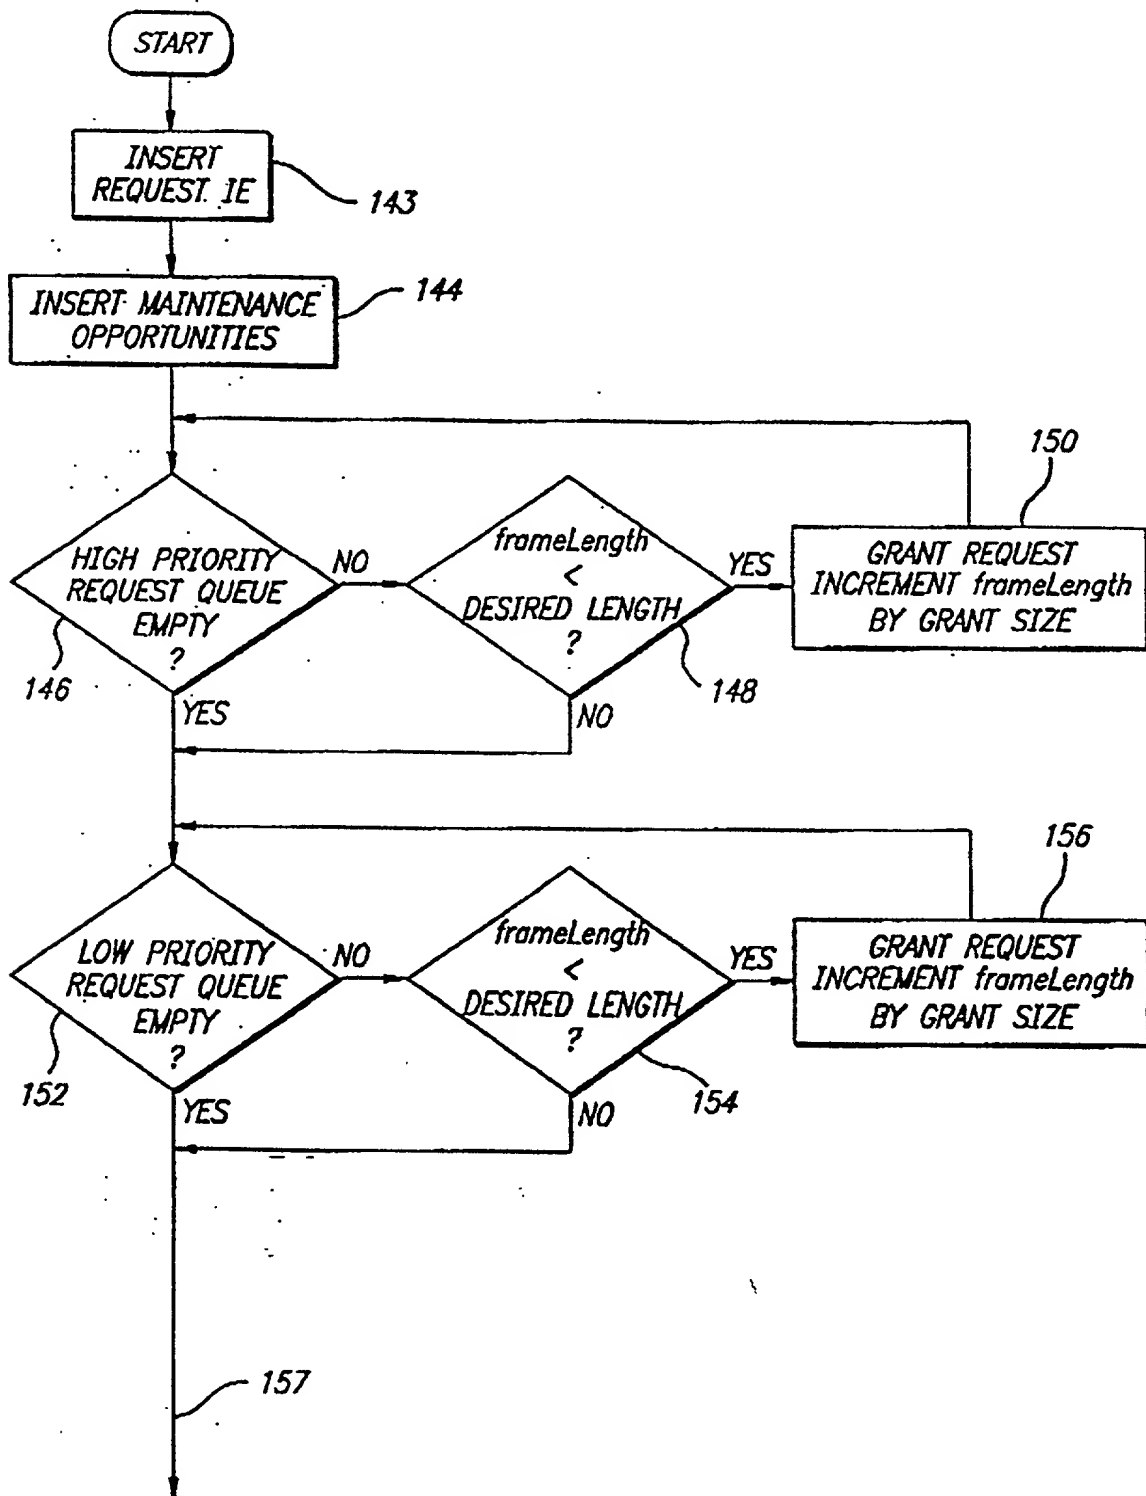 START
INSERT
REQUEST IE
143
INSERT MAINTENANCE
OPPORTUNITIES
144
150
HIGH PRIORITY
REQUEST QUEUE
EMPTY
?
146
NO
YES
frameLength
<
DESIRED LENGTH
?
148
YES
NO
GRANT REQUEST
INCREMENT frameLength
BY GRANT SIZE
156
LOW PRIORITY
REQUEST QUEUE
EMPTY
?
152
NO
YES
frameLength
<
DESIRED LENGTH
?
154
YES
NO
GRANT REQUEST
INCREMENT frameLength
BY GRANT SIZE
157